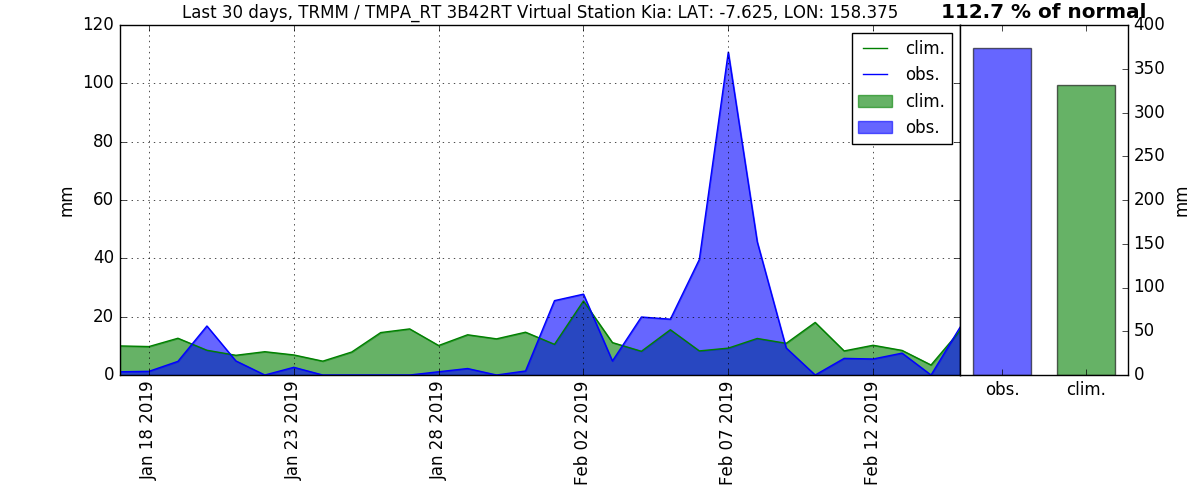 Last 30 days, TRMM / TMPA_RT 3B42RT Virtual Station Kia: LAT: -7.625, LON: 158.375
112.7 % of normal
120
100
80
60
40
20
0
mm
clim.
obs.
clim.
obs.
Jan 18 2019
Jan 23 2019
Jan 28 2019
Feb 02 2019
Feb 07 2019
Feb 12 2019
400
350
300
250
200
150
100
50
0
mm
obs.
clim.